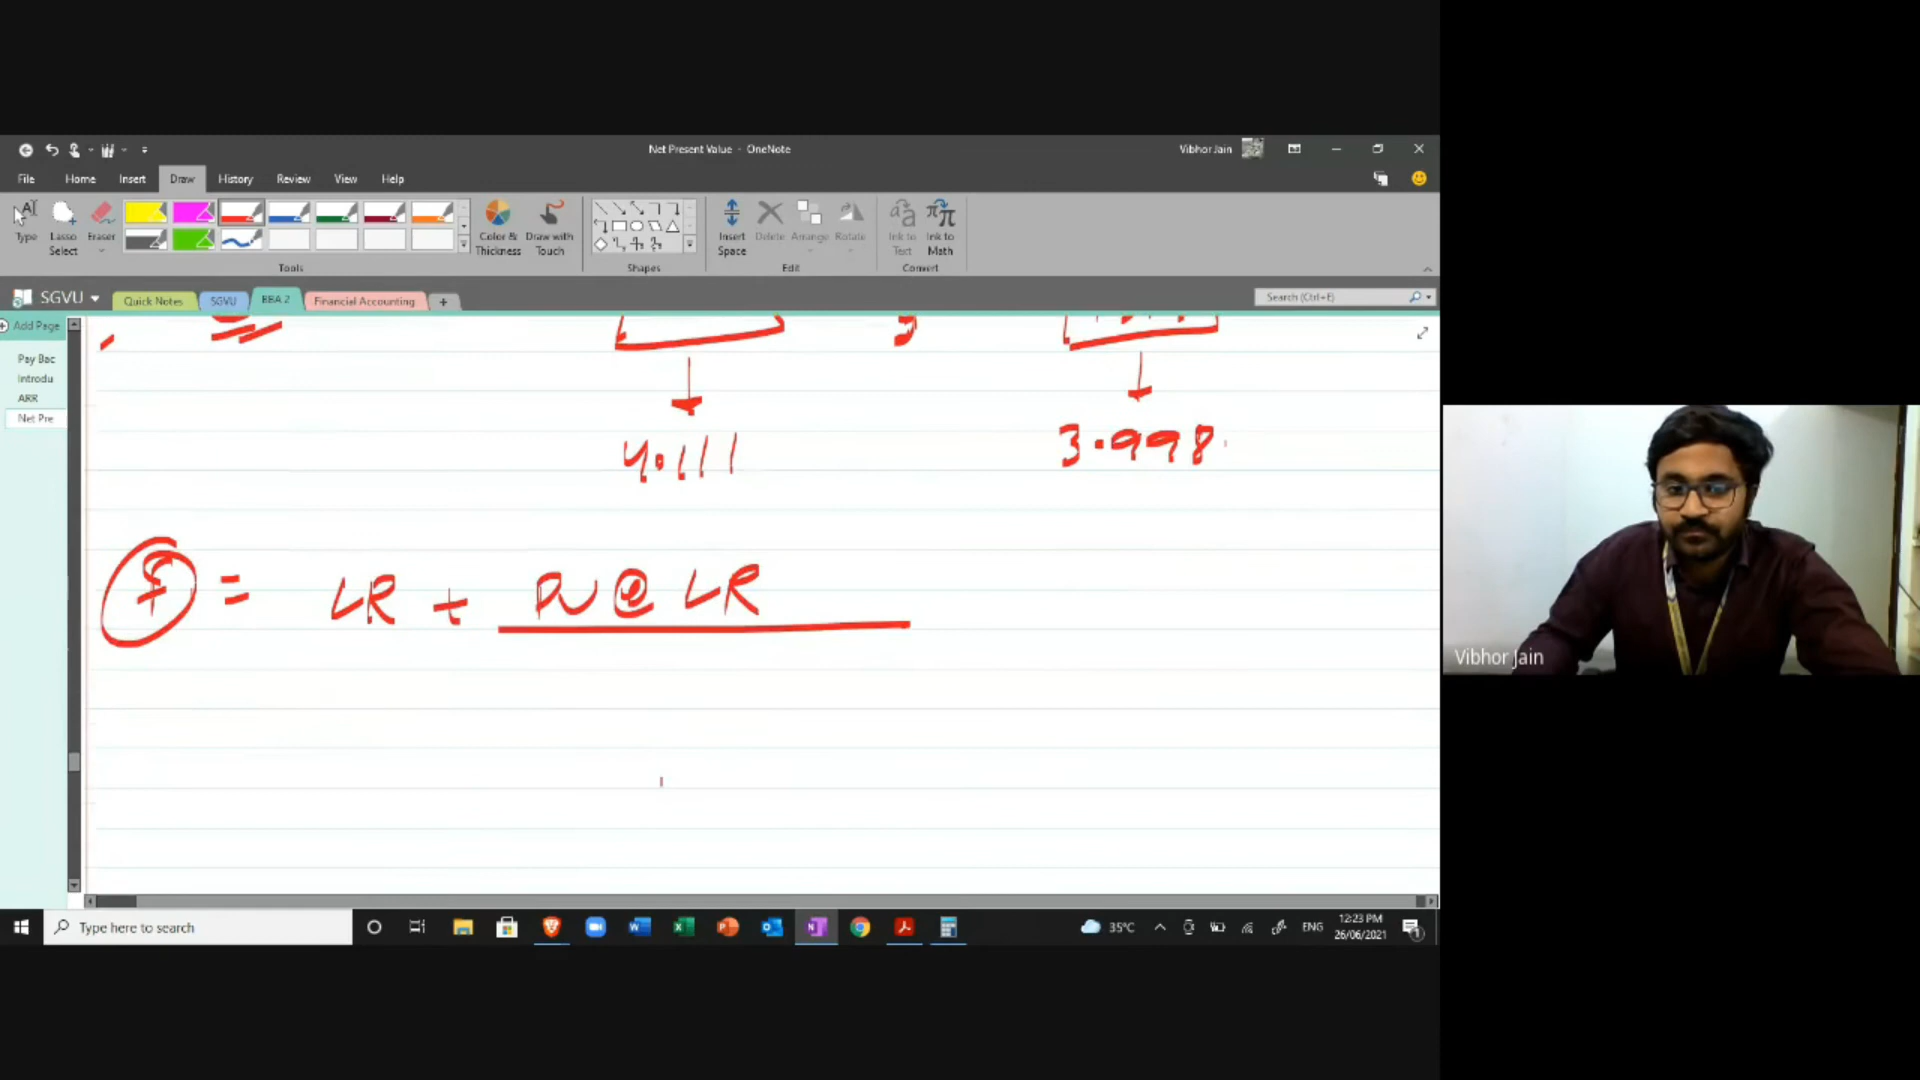 Net Present Value - OneNote
Vibhor Jain
File Home Insert Draw History Review View Help
Type
Lasso Select
Eraser
Color & Thickness
Draw with Touch
Insert Space
Delete
Arrange
Rotate
Ink to Text
Ink to Math
Tools
Shapes
Edit
Convert
SGVU
Quick Notes
SGVU
BBA 2
Financial Accounting
+
Search (Ctrl+E)
Add Page
Pay Bac
Introdu
ARR
Net Pre
4.111
3.998
f = LR + PV @ LR
Vibhor Jain
Type here to search
35°C
ENG
12:23 PM
26/06/2021